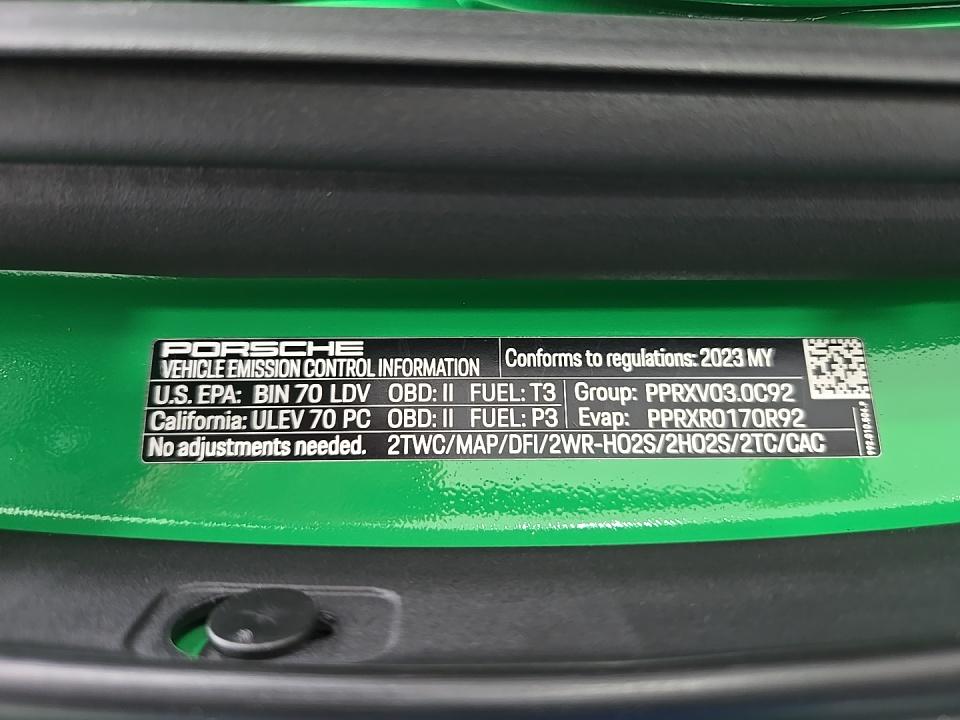 PORSCHE
VEHICLE EMISSION CONTROL INFORMATION
Conforms to regulations: 2023 MY
U.S. EPA: BIN 70 LDV OBD: II FUEL: T3 Group: PPRXV03.0C92
California: ULEV 70 PC OBD: II FUEL: P3 Evap: PPRXR0170R92
No adjustments needed. 2TWC/MAP/DFI/2WR-HO2S/2HO2S/2TC/CAC